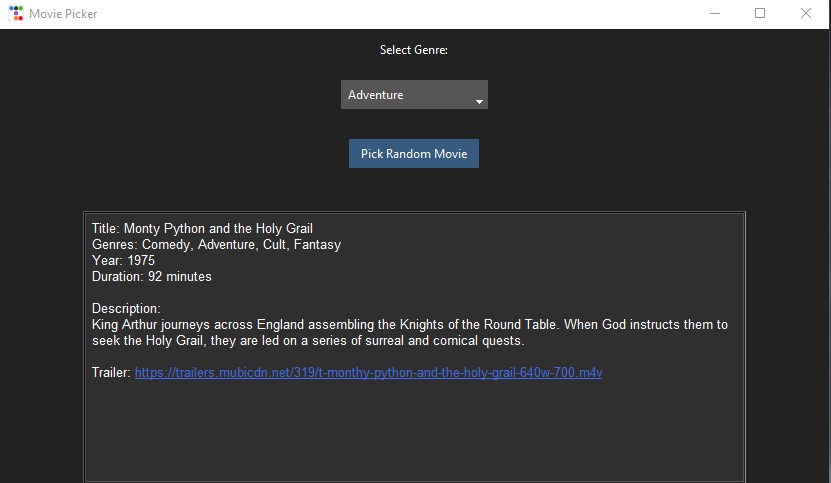 Movie Picker
Select Genre:
Adventure
Pick Random Movie
Title: Monty Python and the Holy Grail
Genres: Comedy, Adventure, Cult, Fantasy
Year: 1975
Duration: 92 minutes
Description:
King Arthur journeys across England assembling the Knights of the Round Table. When God instructs them to
seek the Holy Grail, they are led on a series of surreal and comical quests.
Trailer: https://trailers.mubicdn.net/319/t-monthy-python-and-the-holy-grail-640w-700.m4v